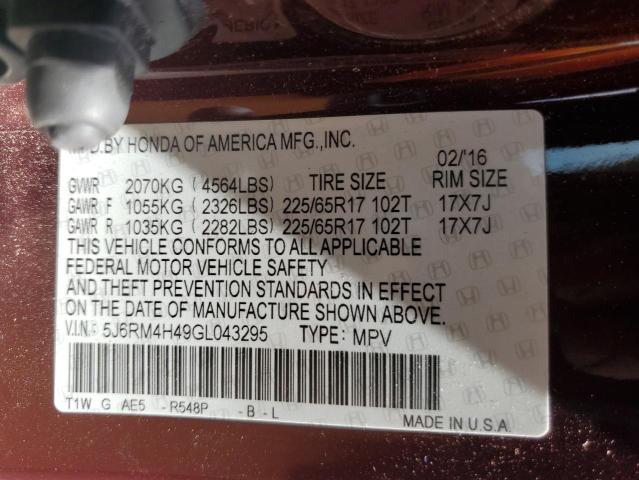 BY HONDA OF AMERICA MFG.,INC.
02/'16
GVWR 2070KG (4564LBS) TIRE SIZE RIM SIZE
GAWR F 1055KG (2326LBS) 225/65R17 102T 17X7J
GAWR R 1035KG (2282LBS) 225/65R17 102T 17X7J
THIS VEHICLE CONFORMS TO ALL APPLICABLE
FEDERAL MOTOR VEHICLE SAFETY
AND THEFT PREVENTION STANDARDS IN EFFECT
ON THE DATE OF MANUFACTURE SHOWN ABOVE.
V.I.N.: 5J6RM4H49GL043295 TYPE: MPV
T1W G AE5 - R548P - B - L
MADE IN U.S.A.